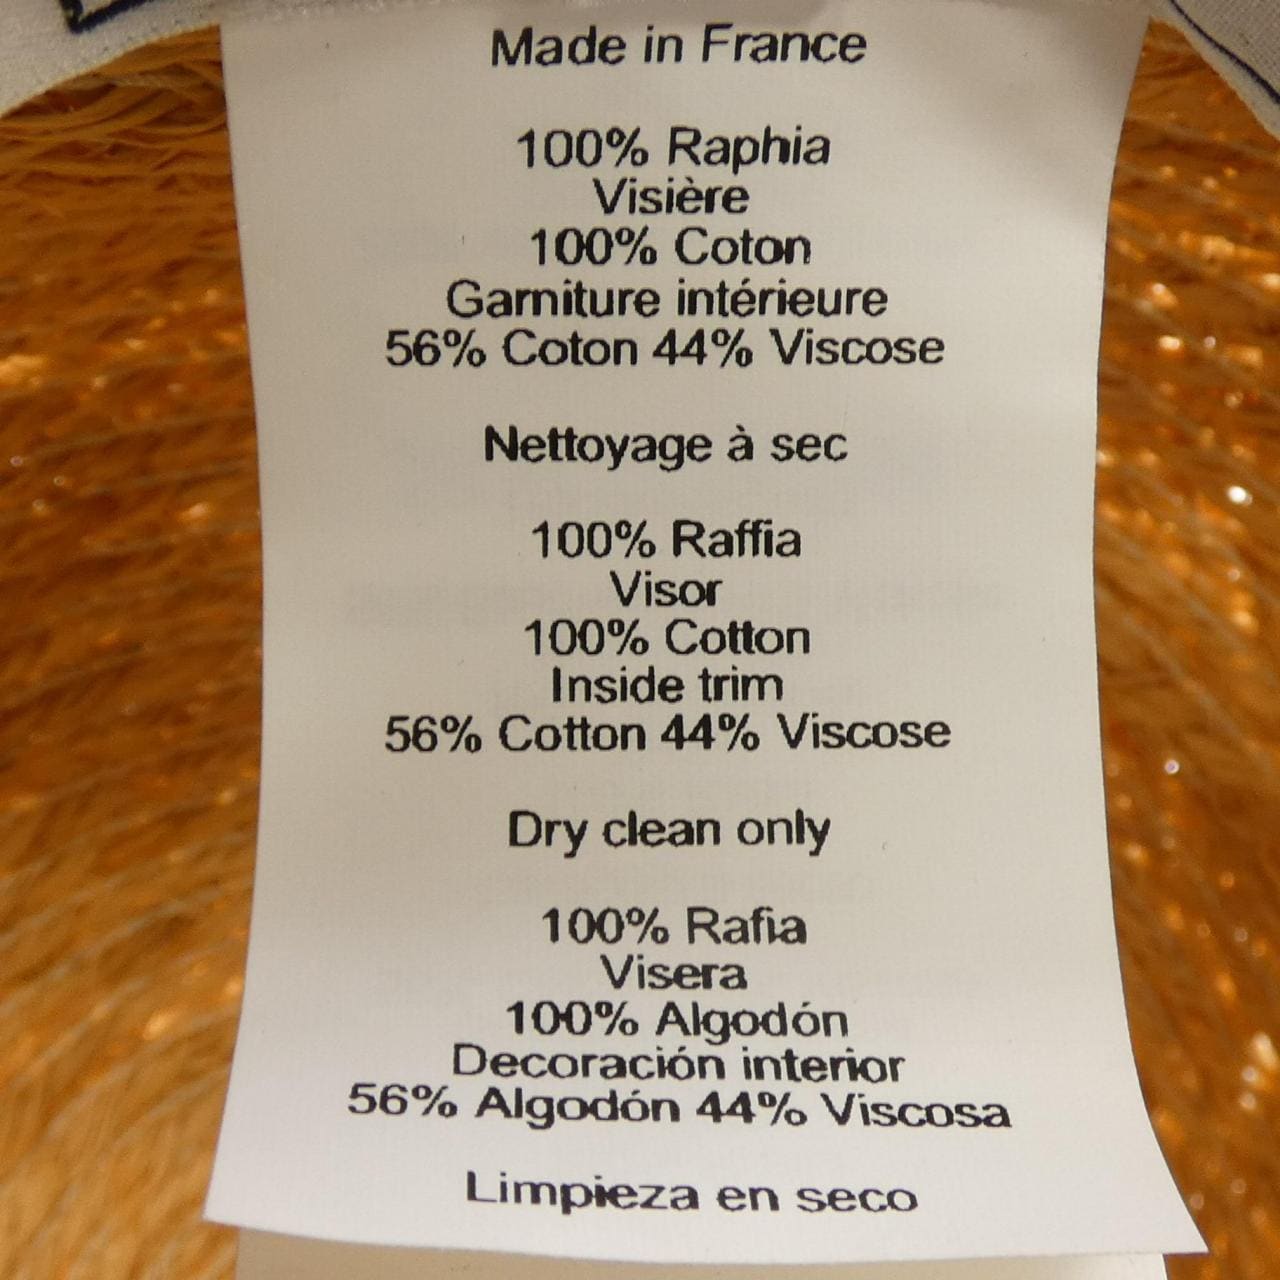 Made in France
100% Raphia
Visière
100% Coton
Garniture intérieure
56% Coton 44% Viscose
Nettoyage à sec
100% Raffia
Visor
100% Cotton
Inside trim
56% Cotton 44% Viscose
Dry clean only
100% Rafia
Visera
100% Algodón
Decoración interior
56% Algodón 44% Viscosa
Limpieza en seco